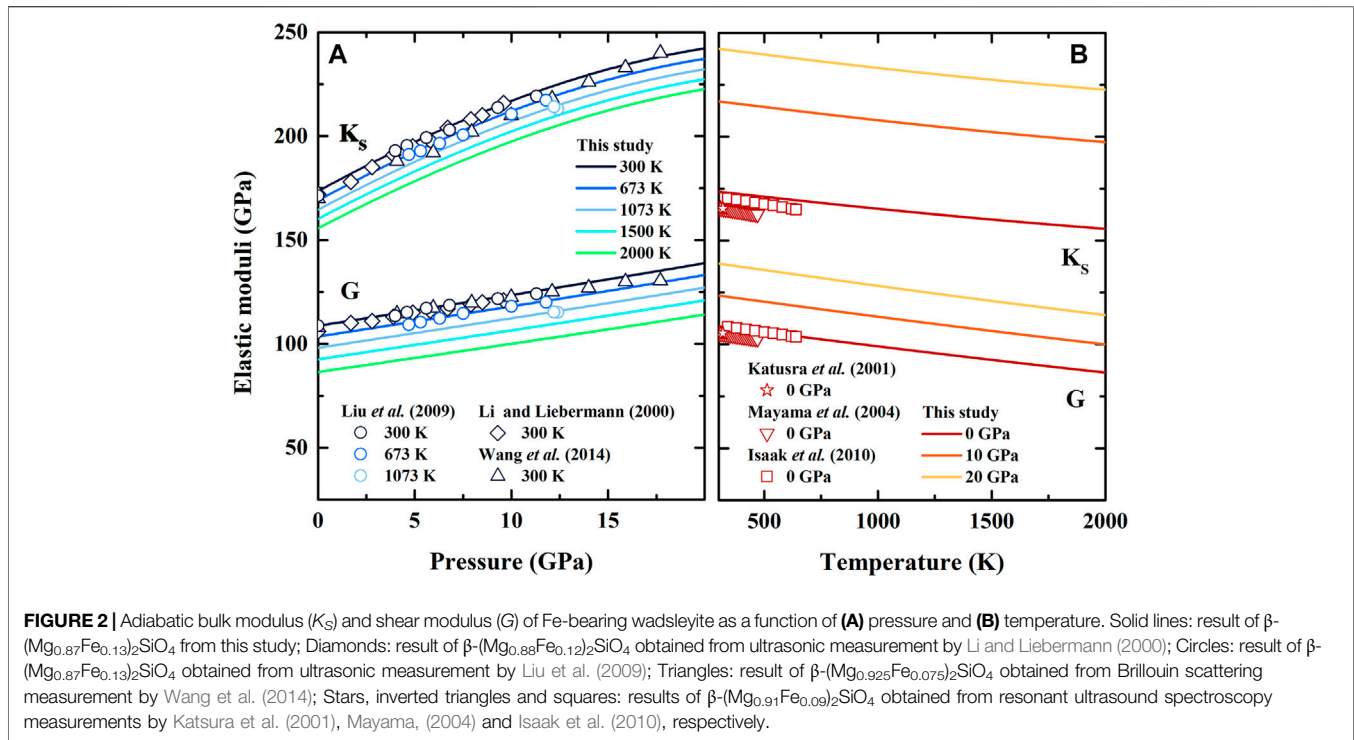 250
200
150
100
50
Elastic moduli (GPa)
A
K_s
G
This study
300 K
673 K
1073 K
1500 K
2000 K
Liu et al. (2009)
300 K
673 K
1073 K
Li and Liebermann (2000)
300 K
Wang et al. (2014)
300 K
0 5 10 15
Pressure (GPa)
B
K_S
G
Katusra et al. (2001)
0 GPa
Mayama et al. (2004)
0 GPa
Isaak et al. (2010)
0 GPa
This study
0 GPa
10 GPa
20 GPa
500 1000 1500 2000
Temperature (K)
FIGURE 2 | Adiabatic bulk modulus (K_S) and shear modulus (G) of Fe-bearing wadsleyite as a function of (A) pressure and (B) temperature. Solid lines: result of β-
(Mg0.87Fe0.13)2SiO4 from this study; Diamonds: result of β-(Mg0.88Fe0.12)2SiO4 obtained from ultrasonic measurement by Li and Liebermann (2000); Circles: result of β-
(Mg0.87Fe0.13)2SiO4 obtained from ultrasonic measurement by Liu et al. (2009); Triangles: result of β-(Mg0.925Fe0.075)2SiO4 obtained from Brillouin scattering
measurement by Wang et al. (2014); Stars, inverted triangles and squares: results of β-(Mg0.91Fe0.09)2SiO4 obtained from resonant ultrasound spectroscopy
measurements by Katsura et al. (2001), Mayama, (2004) and Isaak et al. (2010), respectively.